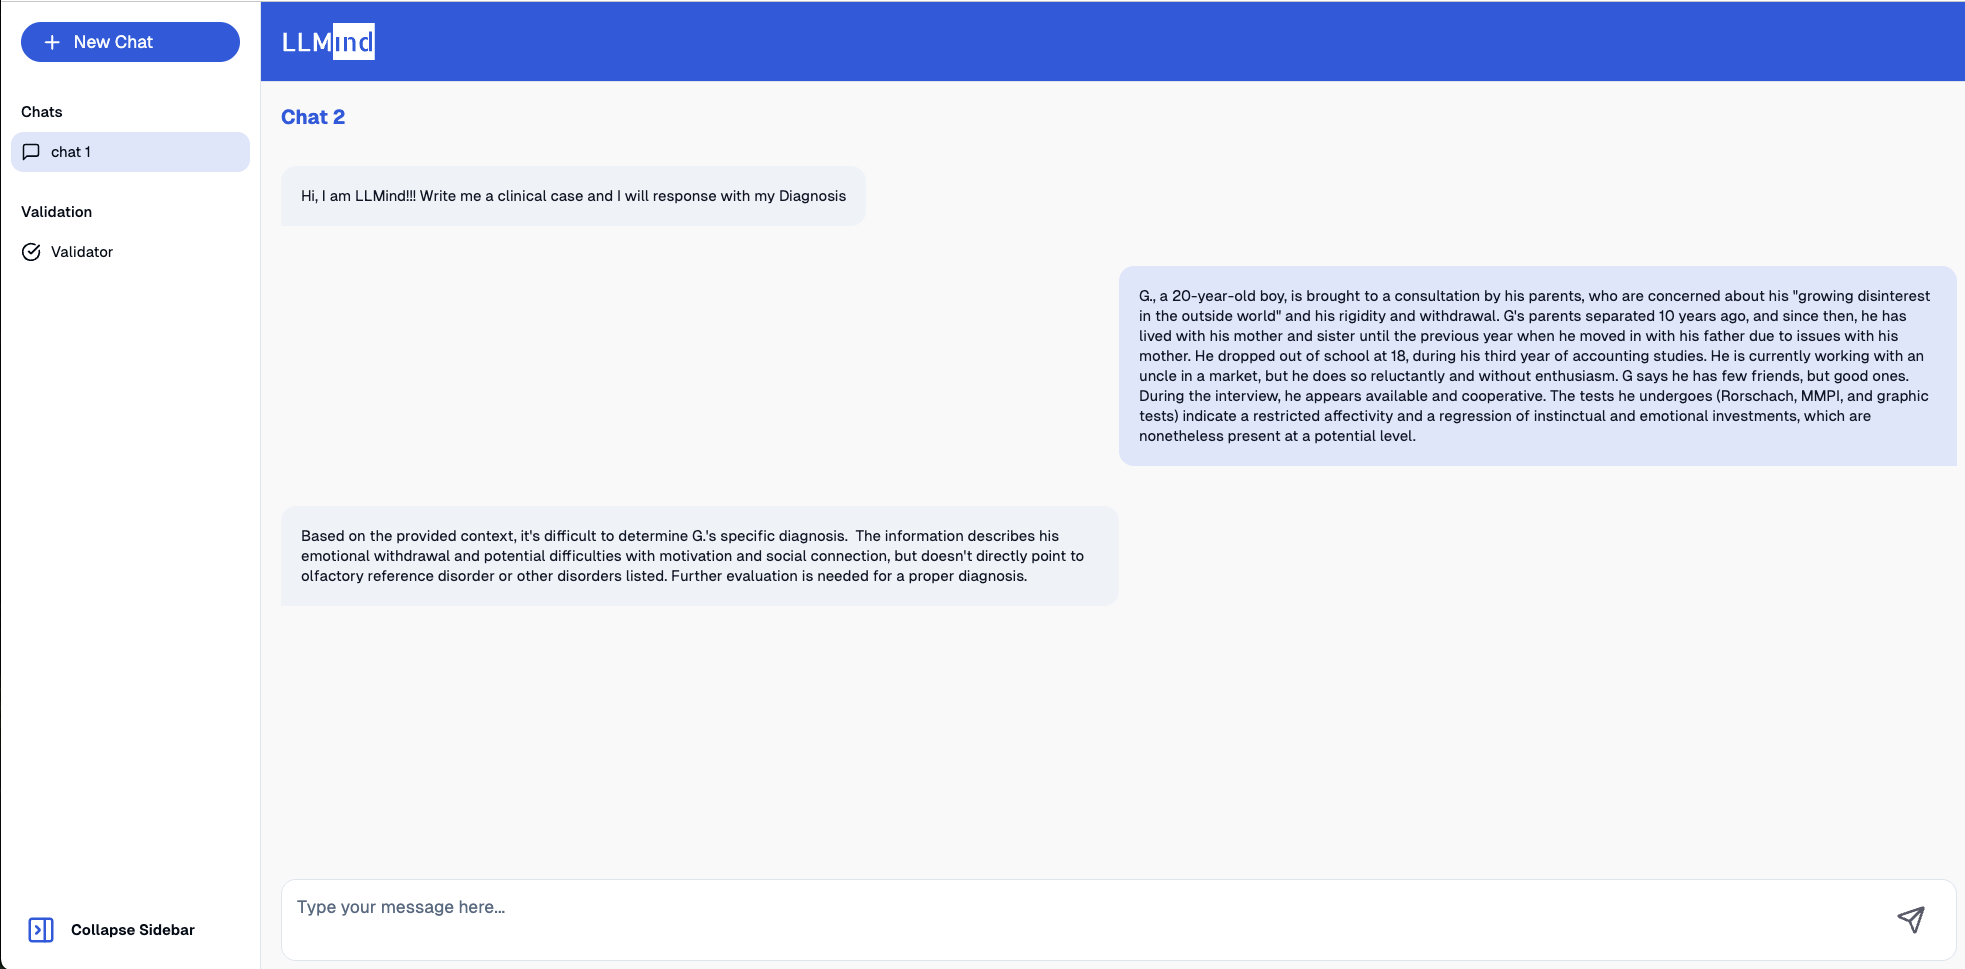 New Chat
Chats
chat 1
Validation
Validator
Collapse Sidebar
LLMind
Chat 2
Hi, I am LLMind!!! Write me a clinical case and I will response with my Diagnosis
G., a 20-year-old boy, is brought to a consultation by his parents, who are concerned about his "growing disinterest
in the outside world" and his rigidity and withdrawal. G's parents separated 10 years ago, and since then, he has
lived with his mother and sister until the previous year when he moved in with his father due to issues with his
mother. He dropped out of school at 18, during his third year of accounting studies. He is currently working with an
uncle in a market, but he does so reluctantly and without enthusiasm. G says he has few friends, but good ones.
During the interview, he appears available and cooperative. The tests he undergoes (Rorschach, MMPI, and graphic
tests) indicate a restricted affectivity and a regression of instinctual and emotional investments, which are
nonetheless present at a potential level.
Based on the provided context, it's difficult to determine G.'s specific diagnosis.  The information describes his
emotional withdrawal and potential difficulties with motivation and social connection, but doesn't directly point to
olfactory reference disorder or other disorders listed. Further evaluation is needed for a proper diagnosis.
Type your message here...